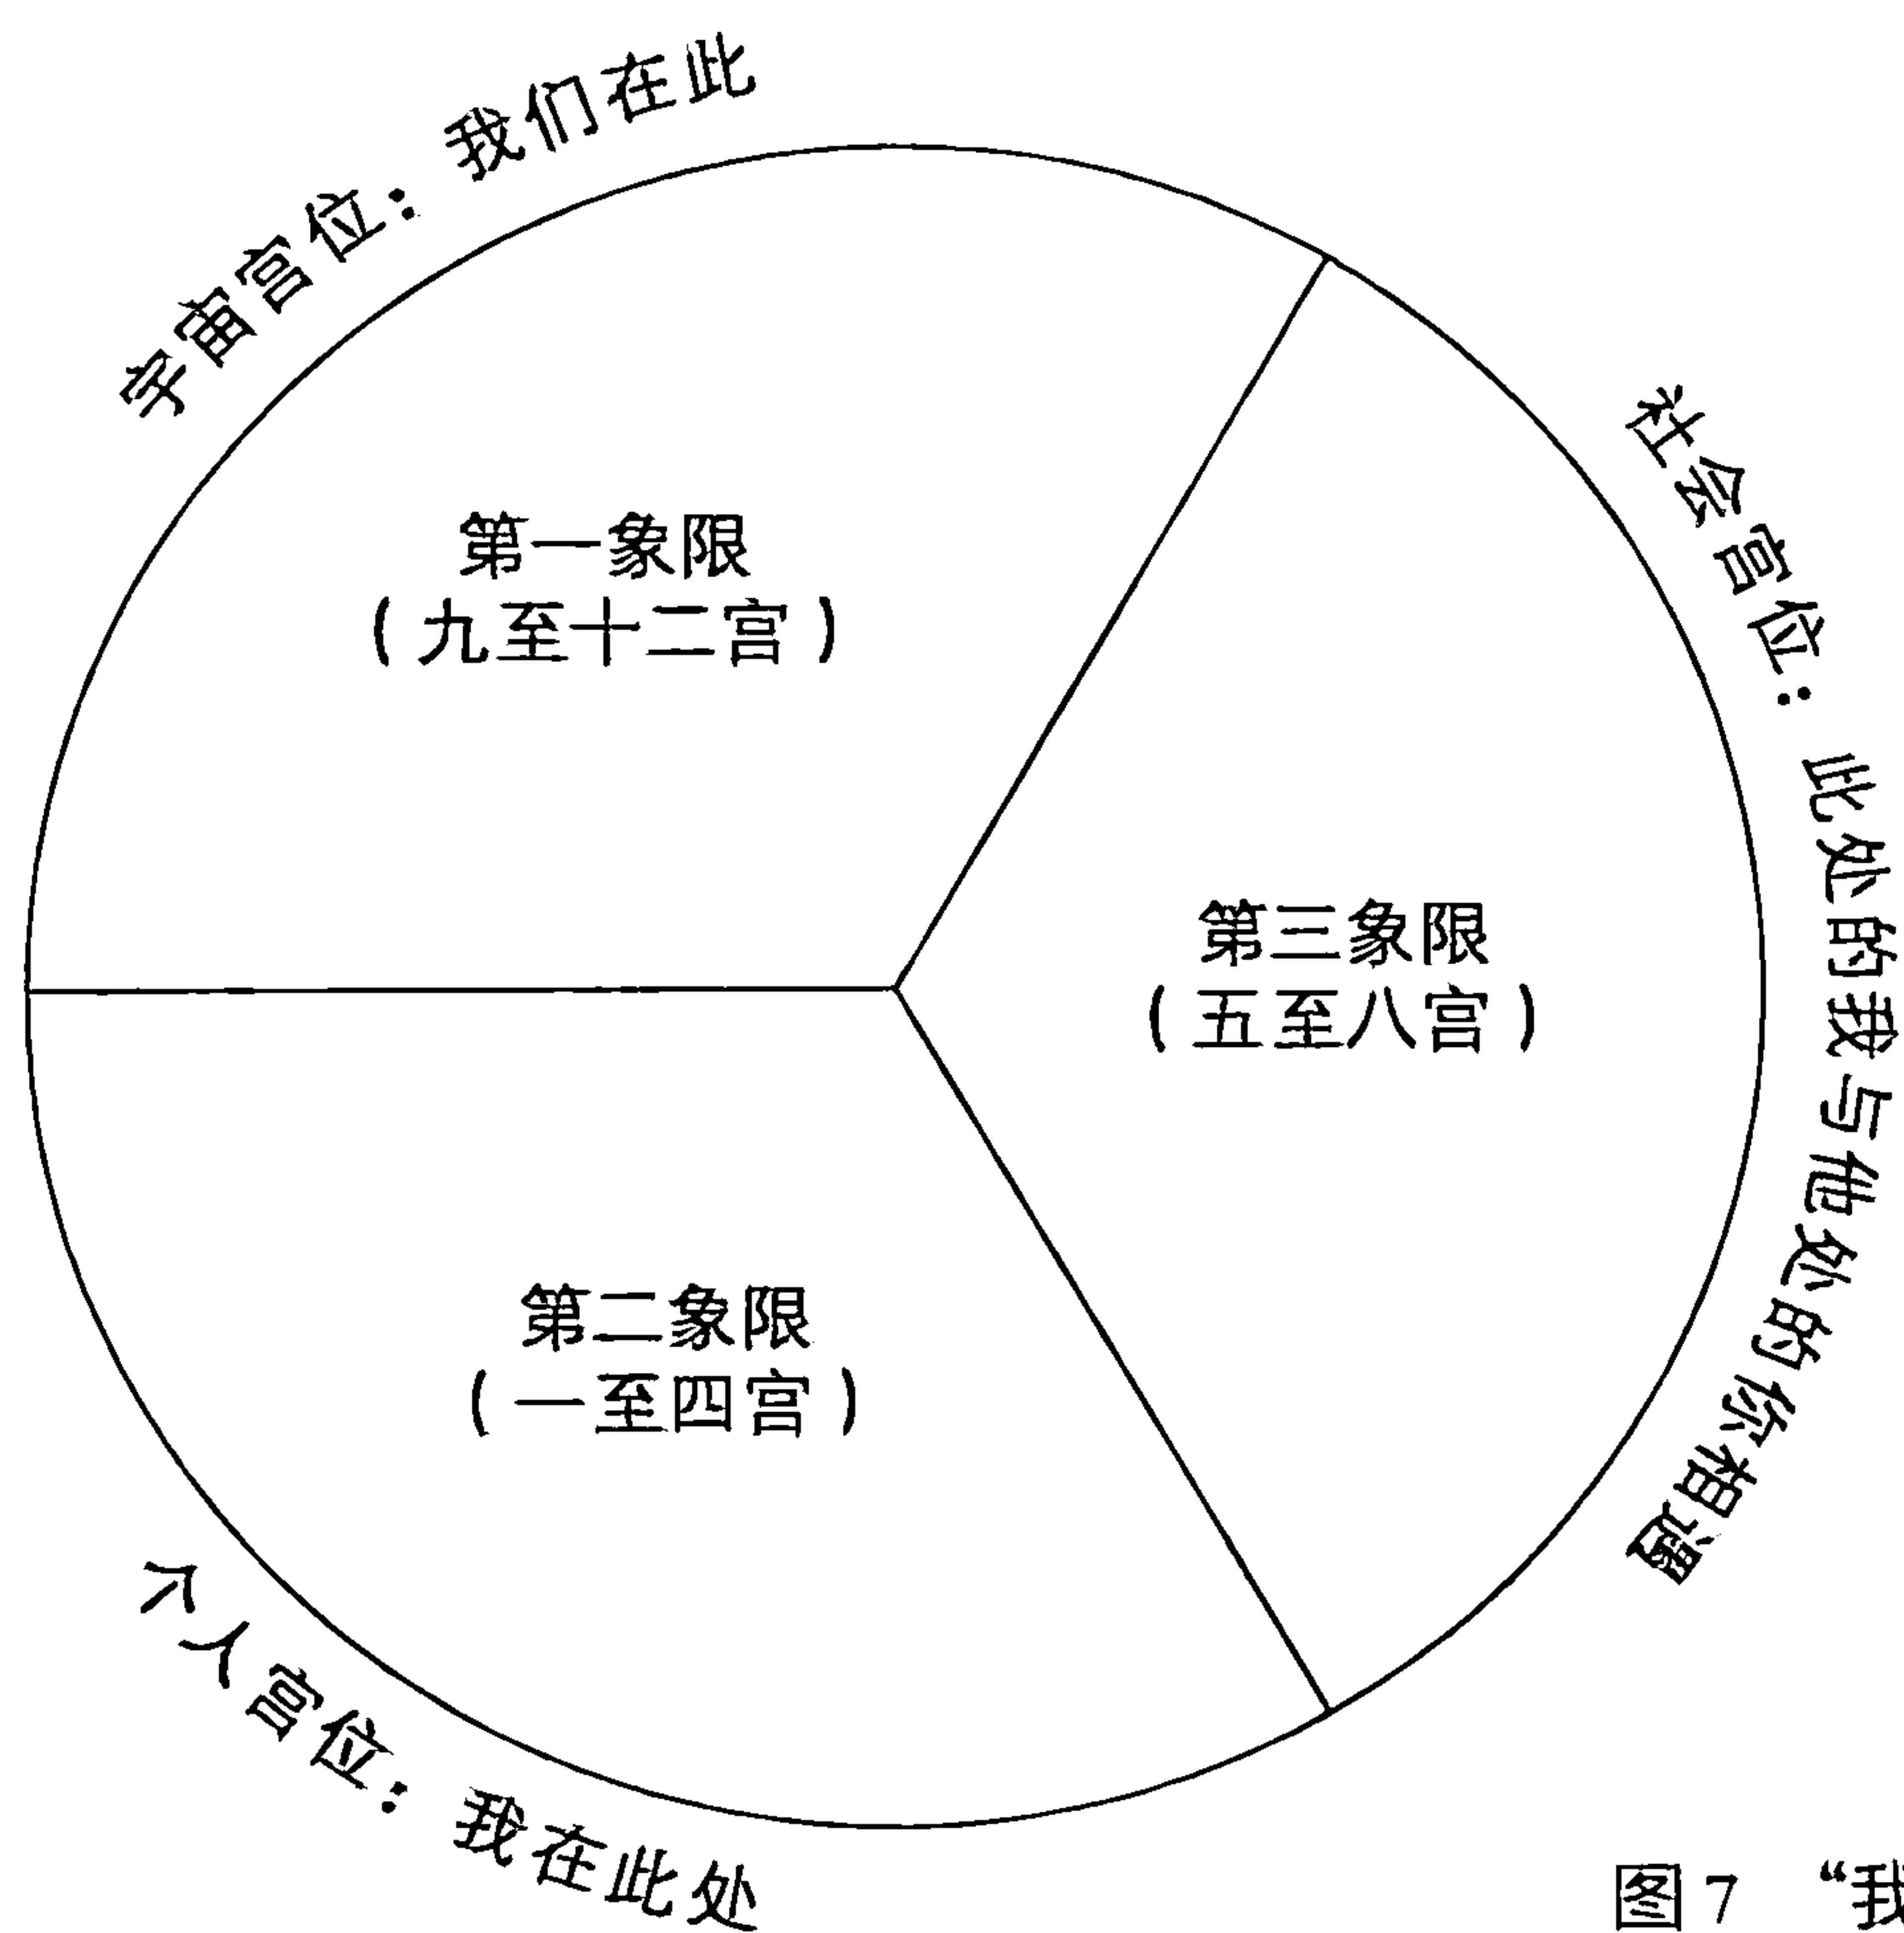 宇宙宫位：我们在此
社会宫位：此处的我与他处的你相遇
第一象限
（九至十二宫）
第三象限
（五至八宫）
第二象限
（一至四宫）
个人宫位：我在此处
图7 “我